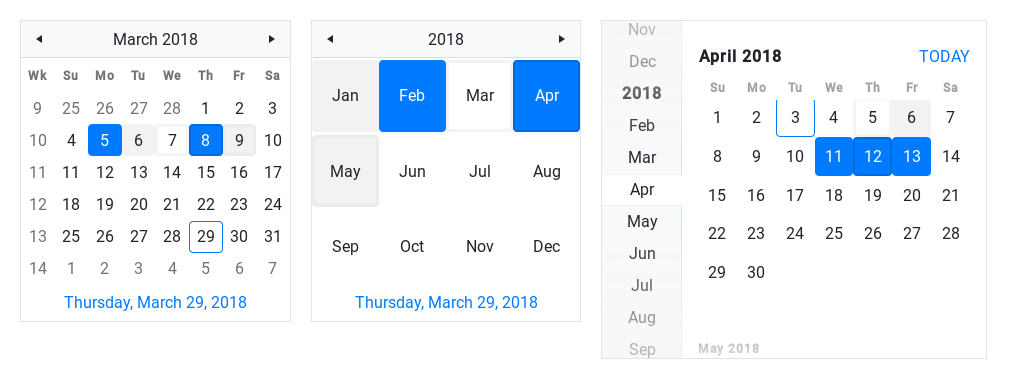 March 2018
Wk Su Mo Tu We Th Fr Sa
9 25 26 27 28 1 2 3
10 4 5 6 7 8 9 10
11 11 12 13 14 15 16 17
12 18 19 20 21 22 23 24
13 25 26 27 28 29 30 31
14 1 2 3 4 5 6 7
Thursday, March 29, 2018
2018
Jan Feb Mar Apr
May Jun Jul Aug
Sep Oct Nov Dec
Thursday, March 29, 2018
Nov
Dec
2018
Feb
Mar
Apr
May
Jun
Jul
Aug
Sep
April 2018 TODAY
Su Mo Tu We Th Fr Sa
1 2 3 4 5 6 7
8 9 10 11 12 13 14
15 16 17 18 19 20 21
22 23 24 25 26 27 28
29 30
May 2018